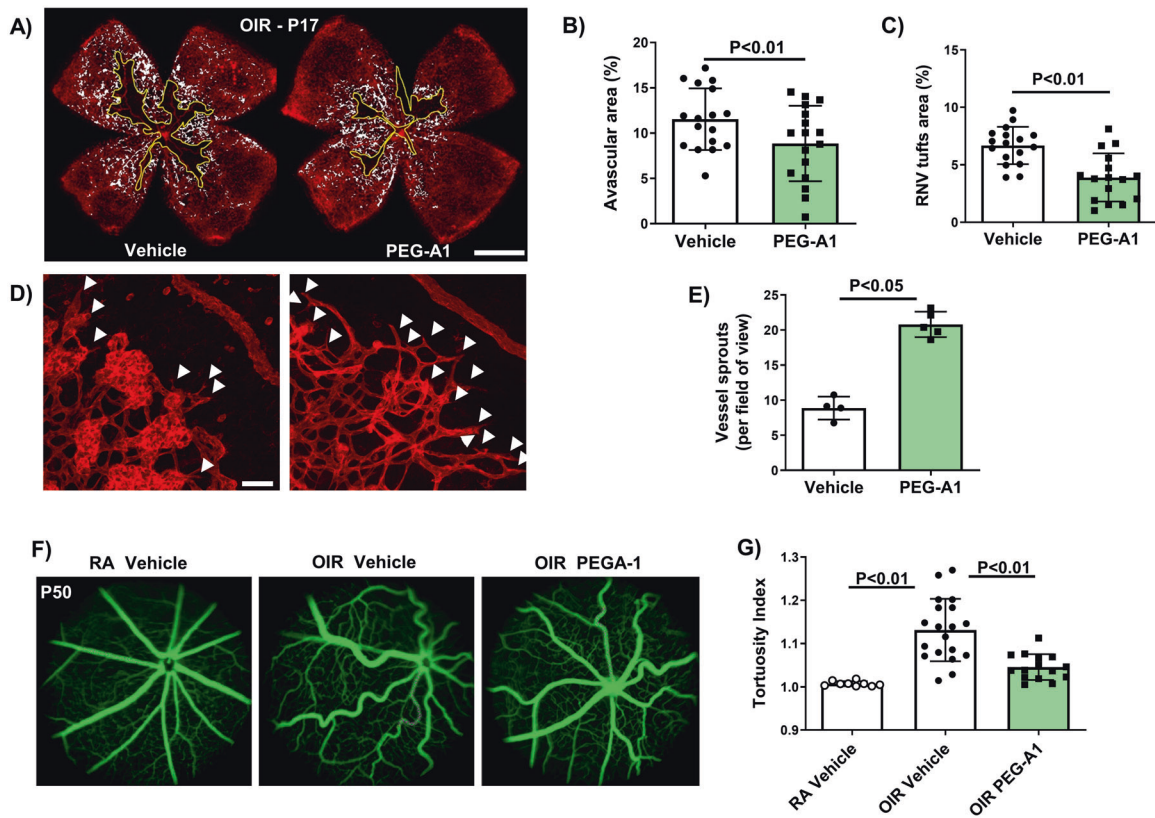 A)
OIR - P17
Vehicle
PEG-A1
B)
P<0.01
Avascular area (%)
20
15
10
5
0
Vehicle
PEG-A1
C)
P<0.01
RNV tufts area (%)
15
10
5
0
Vehicle
PEG-A1
D)
E)
P<0.05
Vessel sprouts
(per field of view)
25
20
15
10
5
0
Vehicle
PEG-A1
F)
RA Vehicle
OIR Vehicle
OIR PEGA-1
P50
G)
P<0.01
P<0.01
Tortuosity Index
1.3
1.2
1.1
1.0
0.9
RA Vehicle
OIR Vehicle
OIR PEG-A1